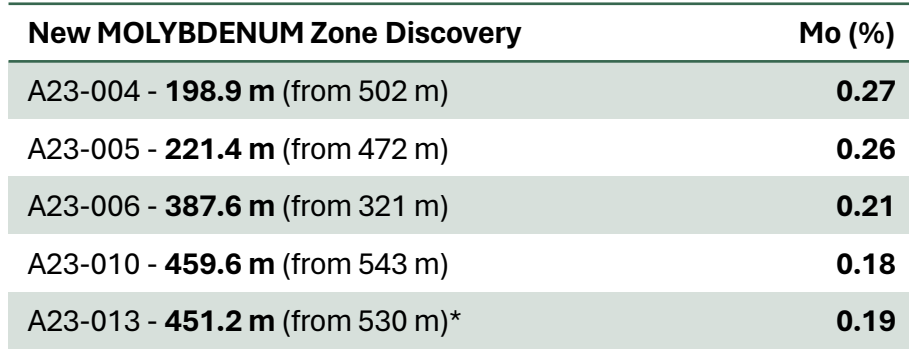 New MOLYBDENUM Zone Discovery Mo (%)
A23-004 - 198.9 m (from 502 m) 0.27
A23-005 - 221.4 m (from 472 m) 0.26
A23-006 - 387.6 m (from 321 m) 0.21
A23-010 - 459.6 m (from 543 m) 0.18
A23-013 - 451.2 m (from 530 m)* 0.19